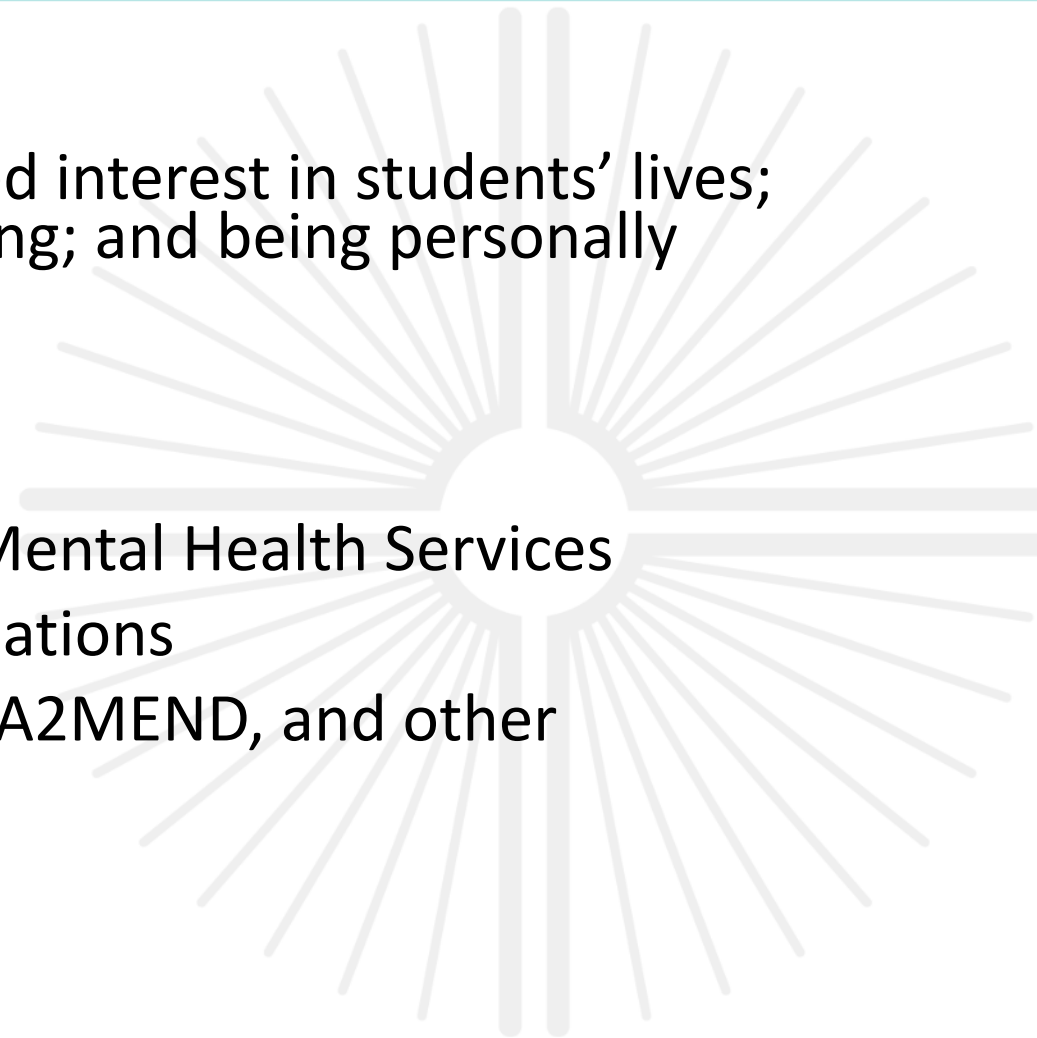 d interest in students’ lives;
ng; and being personally
Mental Health Services
ations
A2MEND, and other